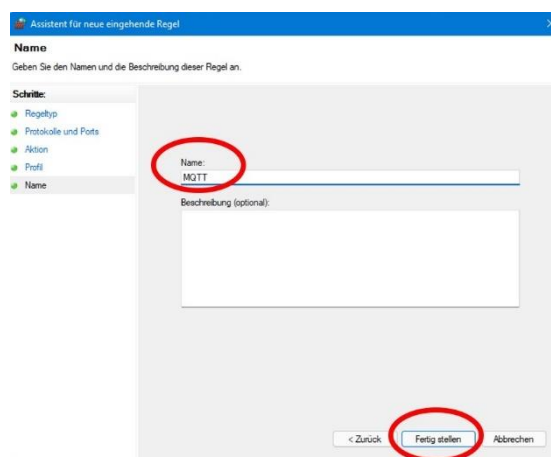 Assistent für neue eingehende Regel
Name
Geben Sie den Namen und die Beschreibung dieser Regel an.
Schritte:
Regeltyp
Protokolle und Ports
Aktion
Profil
Name
Name:
MQTT
Beschreibung (optional):
< Zurück Fertig stellen Abbrechen